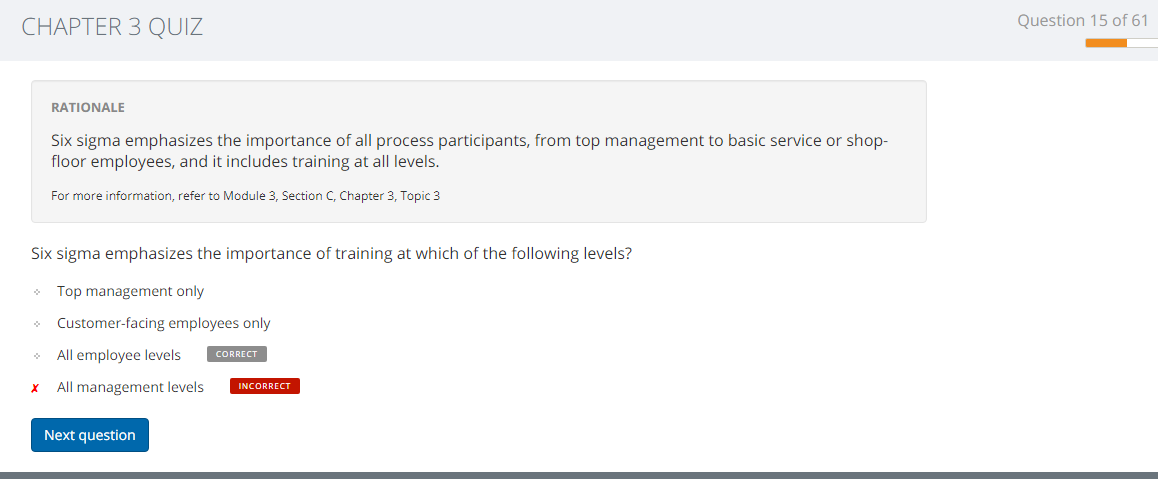 CHAPTER 3 QUIZ
Question 15 of 61
RATIONALE
Six sigma emphasizes the importance of all process participants, from top management to basic service or shop-
floor employees, and it includes training at all levels.
For more information, refer to Module 3, Section C, Chapter 3, Topic 3
Six sigma emphasizes the importance of training at which of the following levels?
Top management only
Customer-facing employees only
All employee levels CORRECT
All management levels INCORRECT
Next question